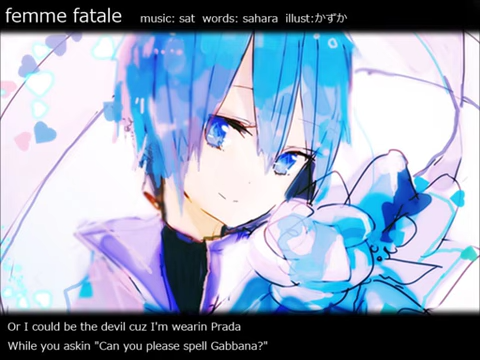 femme fatale music: sat words: sahara illust:かずか
Or I could be the devil cuz I'm wearin Prada
While you askin "Can you please spell Gabbana?"